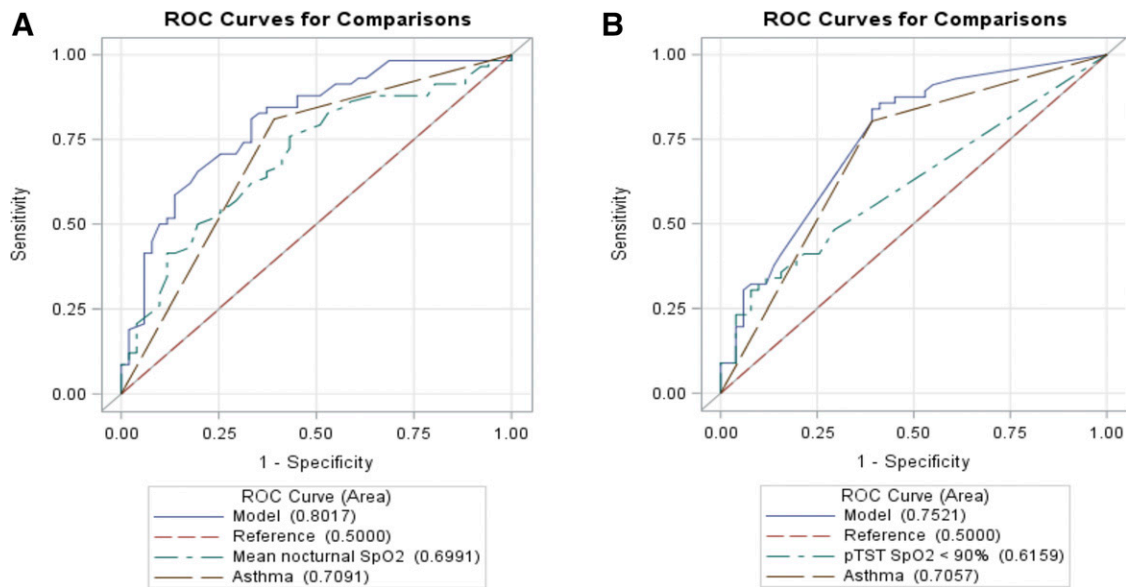 A
ROC Curves for Comparisons
1.00
0.75
0.50
0.25
0.00
Sensitivity
0.00 0.25 0.50 0.75 1.00
1 - Specificity
ROC Curve (Area)
Model (0.8017)
Reference (0.5000)
Mean nocturnal SpO2 (0.6991)
Asthma (0.7091)
B
ROC Curves for Comparisons
1.00
0.75
0.50
0.25
0.00
Sensitivity
0.00 0.25 0.50 0.75 1.00
1 - Specificity
ROC Curve (Area)
Model (0.7521)
Reference (0.5000)
pTST SpO2 < 90% (0.6159)
Asthma (0.7057)